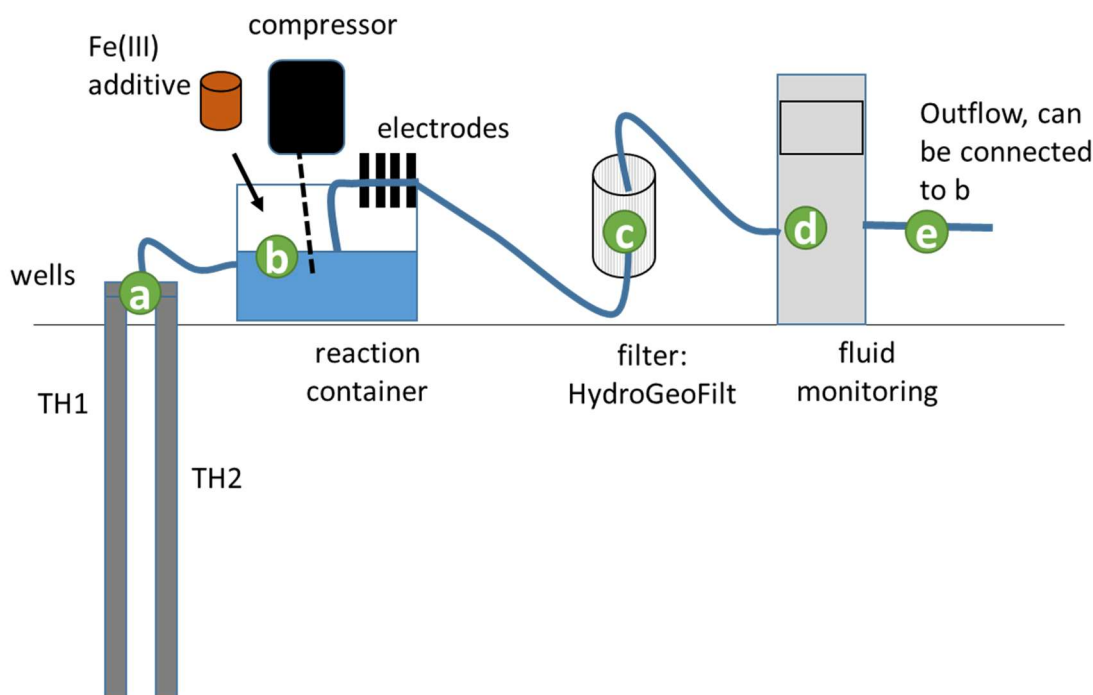 compressor
Fe(III)
additive
electrodes
Outflow, can
be connected
to b
wells
a
b
c
d
e
reaction
container
filter:
HydroGeoFilt
fluid
monitoring
TH1
TH2